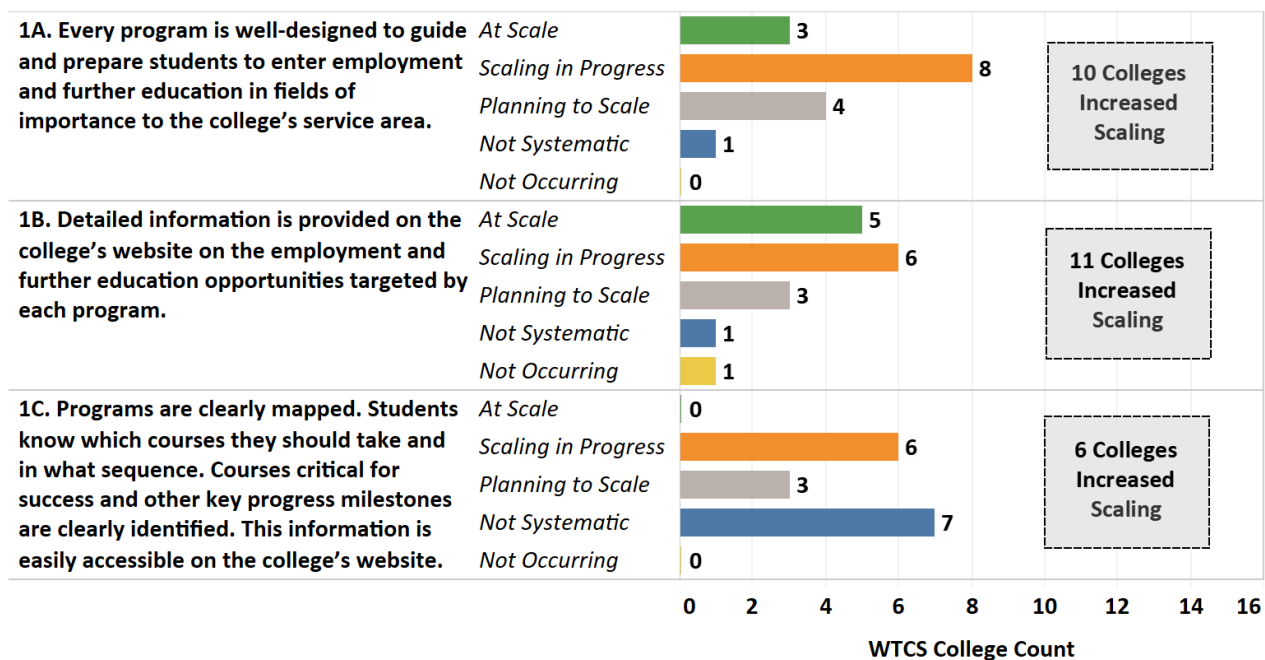 1A. Every program is well-designed to guide
and prepare students to enter employment
and further education in fields of
importance to the college’s service area.
At Scale
3
Scaling in Progress
8
Planning to Scale
4
Not Systematic
1
Not Occurring
0
10 Colleges
Increased
Scaling
1B. Detailed information is provided on the
college’s website on the employment and
further education opportunities targeted by
each program.
At Scale
5
Scaling in Progress
6
Planning to Scale
3
Not Systematic
1
Not Occurring
1
11 Colleges
Increased
Scaling
1C. Programs are clearly mapped. Students
know which courses they should take and
in what sequence. Courses critical for
success and other key progress milestones
are clearly identified. This information is
easily accessible on the college’s website.
At Scale
0
Scaling in Progress
6
Planning to Scale
3
Not Systematic
7
Not Occurring
0
6 Colleges
Increased
Scaling
0 2 4 6 8 10 12 14 16
WTCS College Count